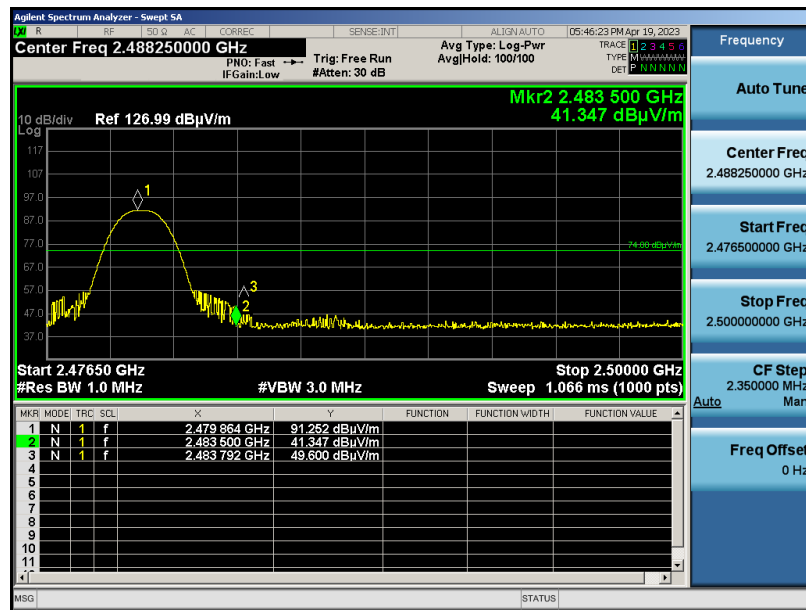 Agilent Spectrum Analyzer - Swept SA
LXI R RF 50 Ω AC CORREC SENSE:INT ALIGN AUTO 05:46:23 PM Apr 19, 2023
Center Freq 2.488250000 GHz
PNO: Fast
IFGain:Low
Trig: Free Run
#Atten: 30 dB
Avg Type: Log-Pwr
Avg|Hold: 100/100
TRACE 1 2 3 4 5 6
TYPE M
DET P N N N N N
Mkr2 2.483 500 GHz
41.347 dBµV/m
10 dB/div Ref 126.99 dBµV/m
Log
117
107
97.0
87.0
77.0
67.0
57.0
47.0
37.0
1
74.00 dBµV/m
3
2
Start 2.47650 GHz Stop 2.50000 GHz
#Res BW 1.0 MHz #VBW 3.0 MHz Sweep 1.066 ms (1000 pts)
MKR MODE TRC SCL X Y FUNCTION FUNCTION WIDTH FUNCTION VALUE
1 N 1 f 2.479 864 GHz 91.252 dBµV/m
2 N 1 f 2.483 500 GHz 41.347 dBµV/m
3 N 1 f 2.483 792 GHz 49.600 dBµV/m
4
5
6
7
8
9
10
11
MSG STATUS
Frequency
Auto Tune
Center Freq
2.488250000 GHz
Start Freq
2.476500000 GHz
Stop Freq
2.500000000 GHz
CF Step
2.350000 MHz
Auto Man
Freq Offset
0 Hz